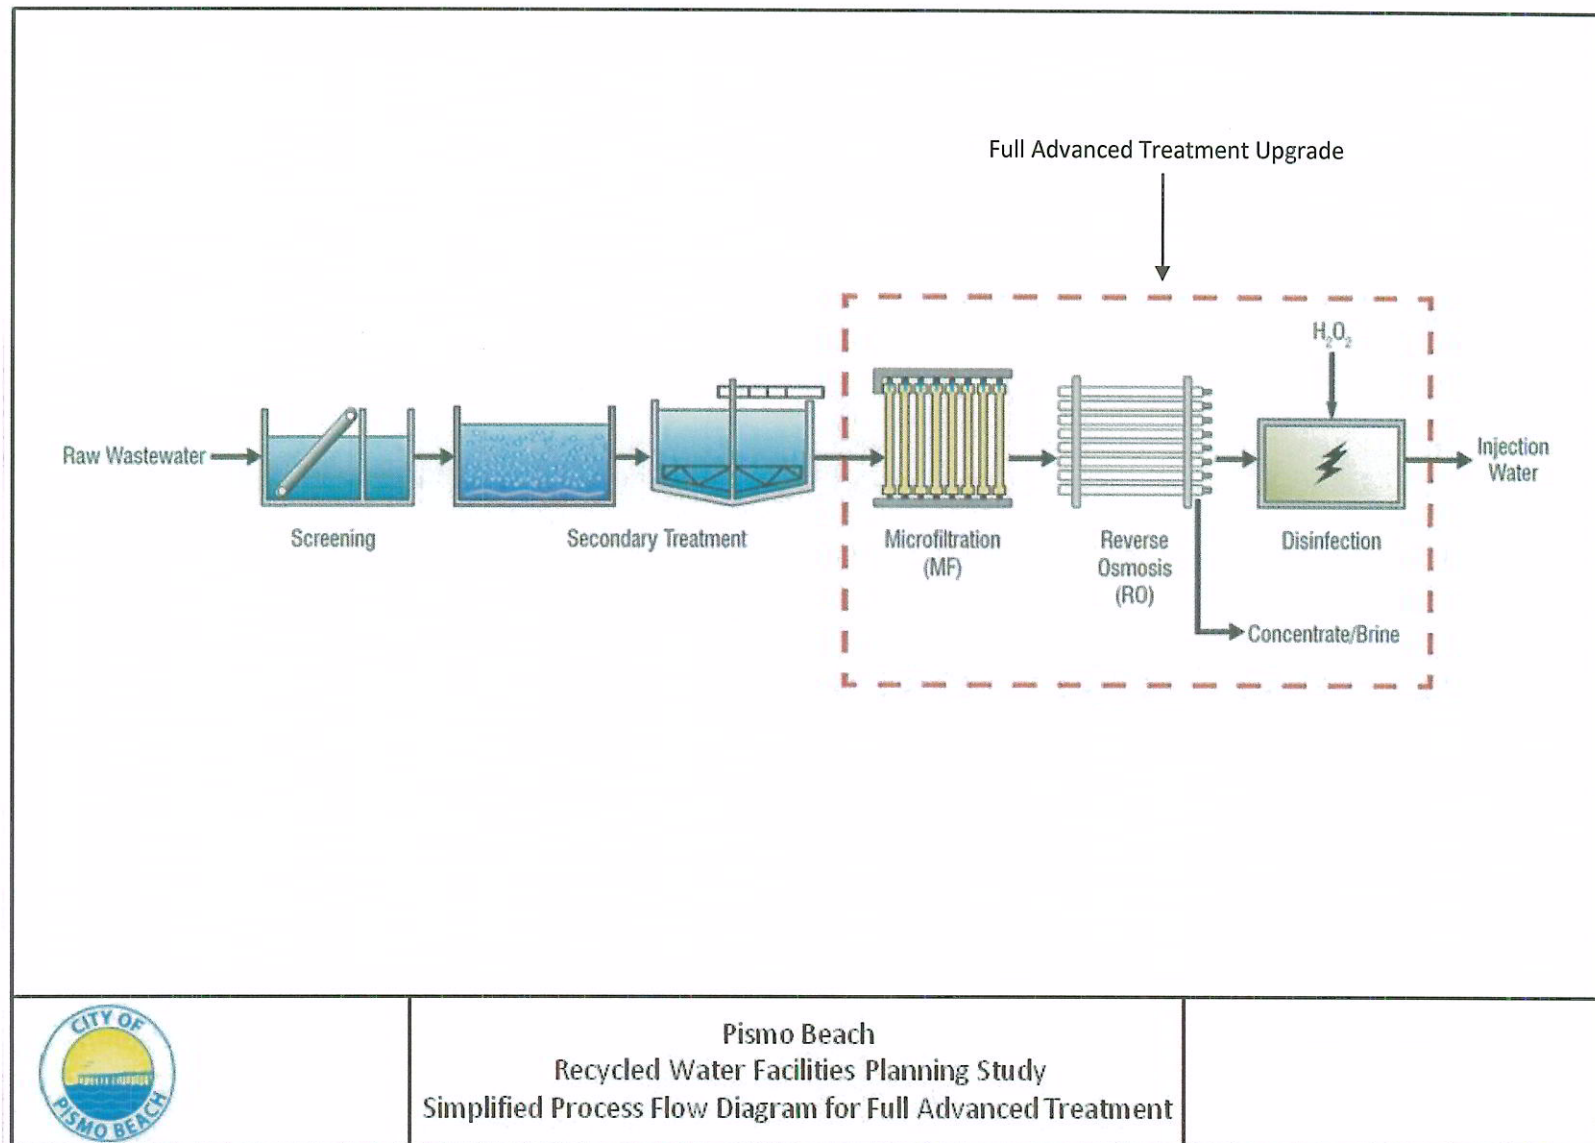 Full Advanced Treatment Upgrade
H₂O₂
Raw Wastewater
Injection
Water
Screening
Secondary Treatment
Microfiltration
(MF)
Reverse
Osmosis
(RO)
Disinfection
Concentrate/Brine
CITY OF
PISMO BEACH
Pismo Beach
Recycled Water Facilities Planning Study
Simplified Process Flow Diagram for Full Advanced Treatment